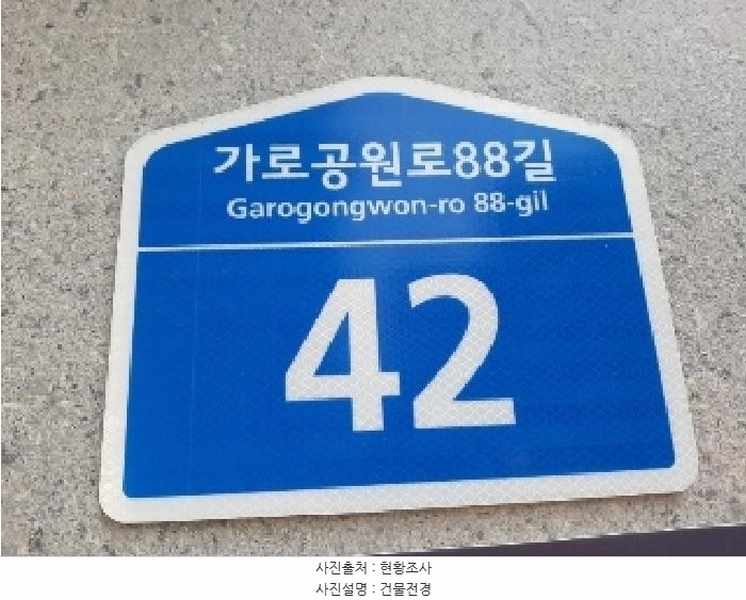 가로공원로88길
Garogongwon-ro 88-gil
42
사진출처 : 현황조사
사진설명 : 건물전경